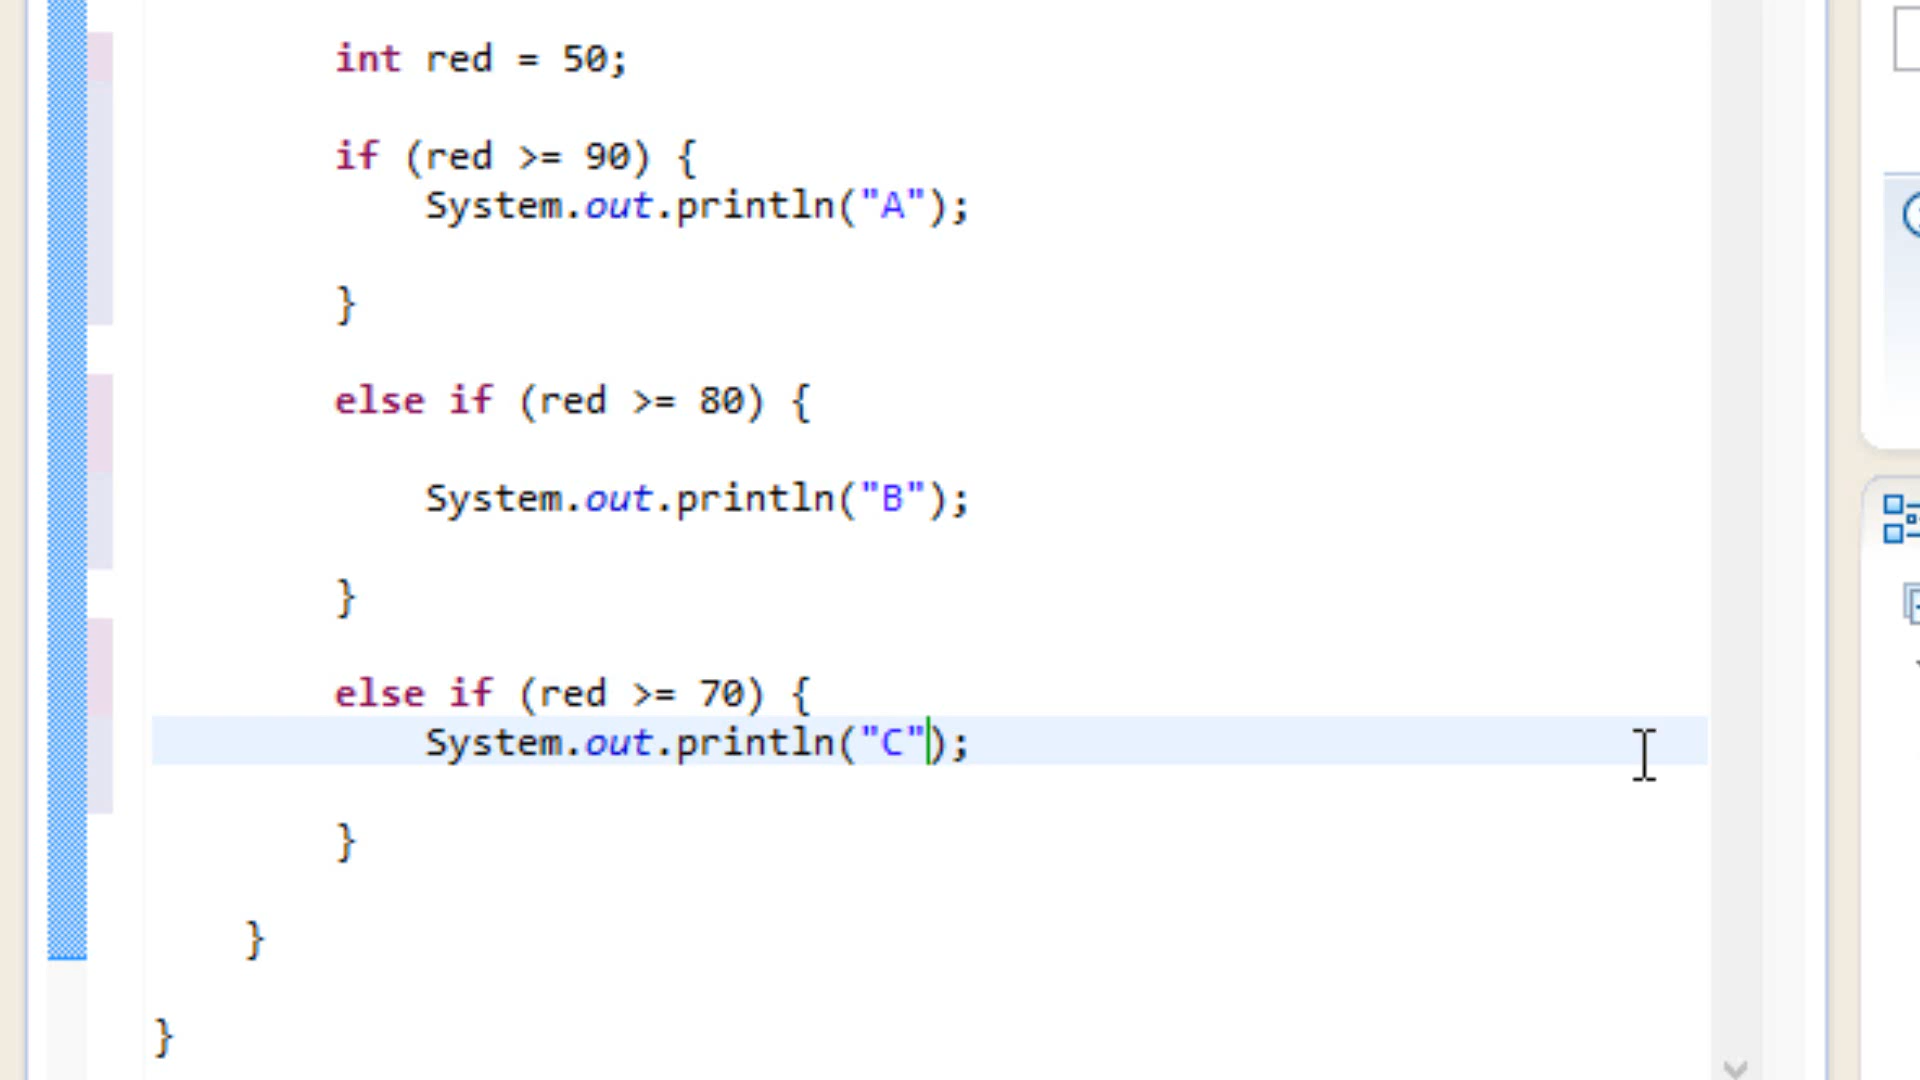 int red = 50;
if (red >= 90) {
System.out.println("A");
}
else if (red >= 80) {
System.out.println("B");
}
else if (red >= 70) {
System.out.println("C");
}
}
}